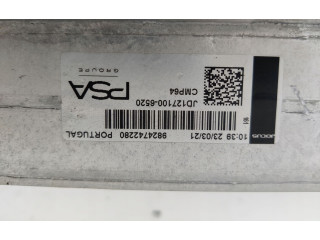 PSA
GROUPE
CMP64
JD127100-6520
9824742280 PORTUGAL
10:39 23/03/21